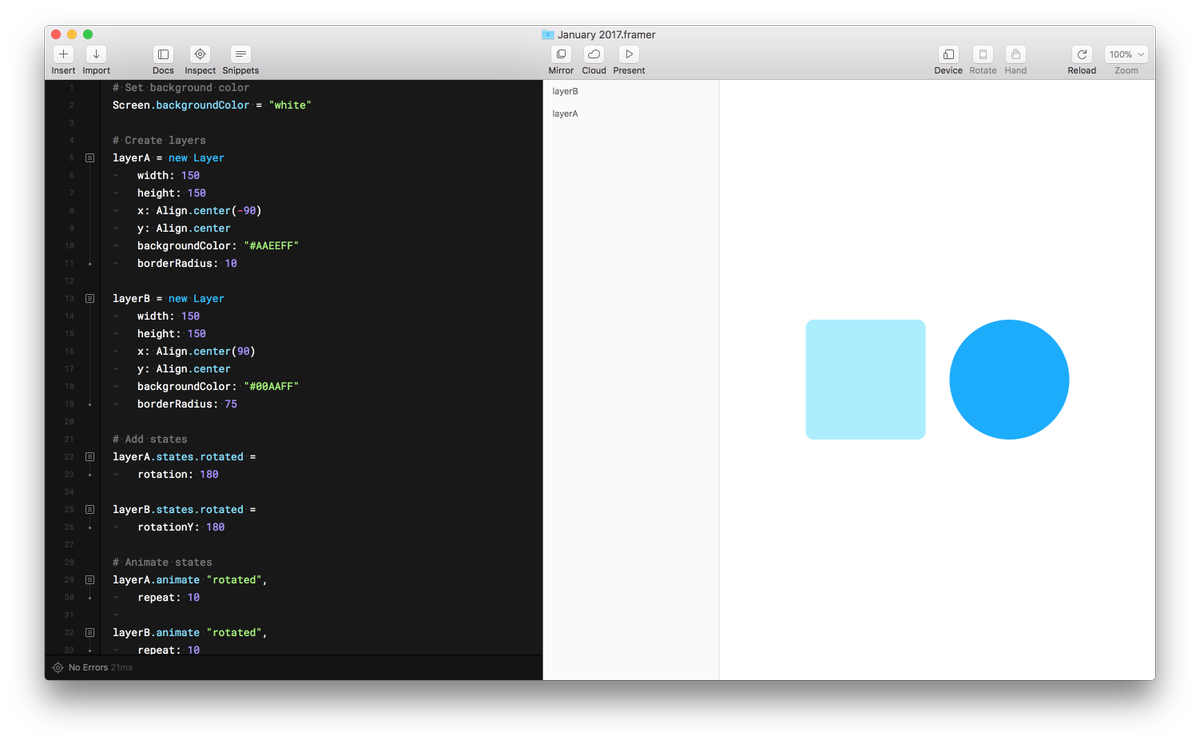 January 2017.framer
Insert Import Docs Inspect Snippets Mirror Cloud Present Device Rotate Hand Reload 100% Zoom
1 # Set background color
2 Screen.backgroundColor = "white"
3
4 # Create layers
5 layerA = new Layer
6 width: 150
7 height: 150
8 x: Align.center(-90)
9 y: Align.center
10 backgroundColor: "#AAEEFF"
11 borderRadius: 10
12
13 layerB = new Layer
14 width: 150
15 height: 150
16 x: Align.center(90)
17 y: Align.center
18 backgroundColor: "#00AAFF"
19 borderRadius: 75
20
21 # Add states
22 layerA.states.rotated =
23 rotation: 180
24
25 layerB.states.rotated =
26 rotationY: 180
27
28 # Animate states
29 layerA.animate "rotated",
30 repeat: 10
31
32 layerB.animate "rotated",
33 repeat: 10
No Errors 21ms
layerB
layerA